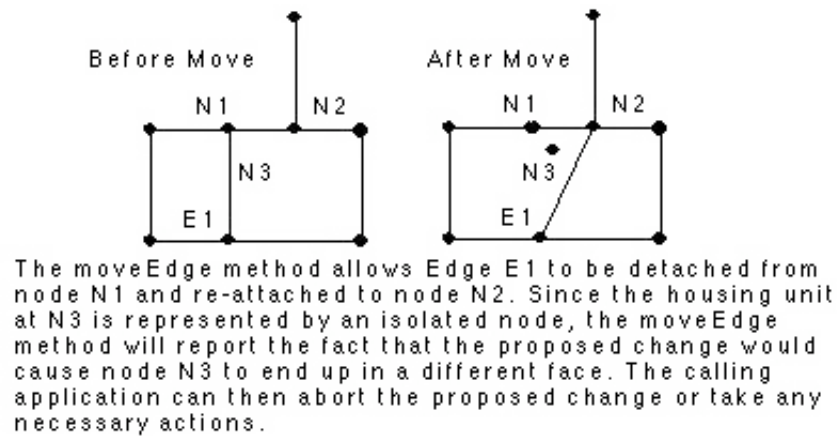 Before Move After Move
N1 N2 N1 N2
N3 N3
E1 E1
The moveEdge method allows Edge E1 to be detached from
node N1 and re-attached to node N2. Since the housing unit
at N3 is represented by an isolated node, the moveEdge
method will report the fact that the proposed change would
cause node N3 to end up in a different face. The calling
application can then abort the proposed change or take any
necessary actions.